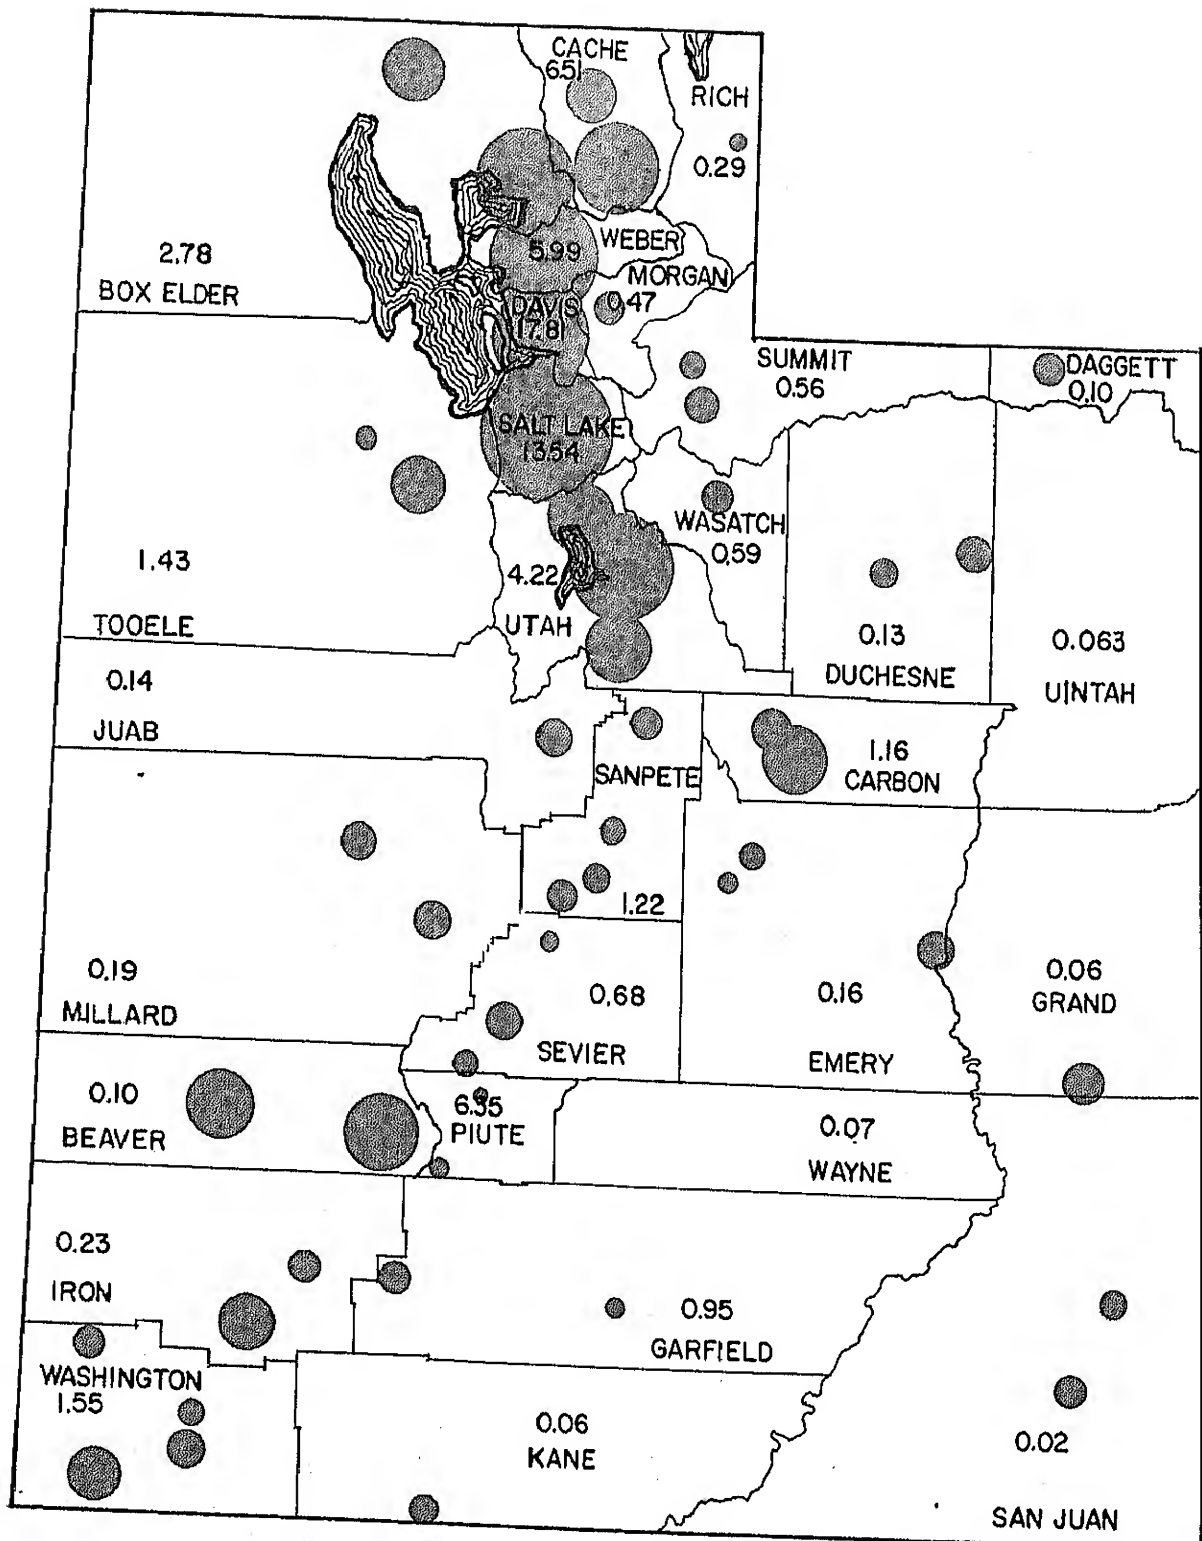 CACHE
6.51
RICH
0.29
2.78
BOX ELDER
5.99
WEBER
MORGAN
0.47
DAVIS
17.81
SUMMIT
0.56
DAGGETT
0.10
SALT LAKE
13.54
WASATCH
0.59
1.43
TOOELE
4.22
UTAH
0.13
DUCHESNE
0.063
UINTAH
0.14
JUAB
SANPETE
1.22
1.16
CARBON
0.19
MILLARD
0.68
SEVIER
0.16
EMERY
0.06
GRAND
0.10
BEAVER
6.35
PIUTE
0.07
WAYNE
0.23
IRON
0.95
GARFIELD
WASHINGTON
1.55
0.06
KANE
0.02
SAN JUAN